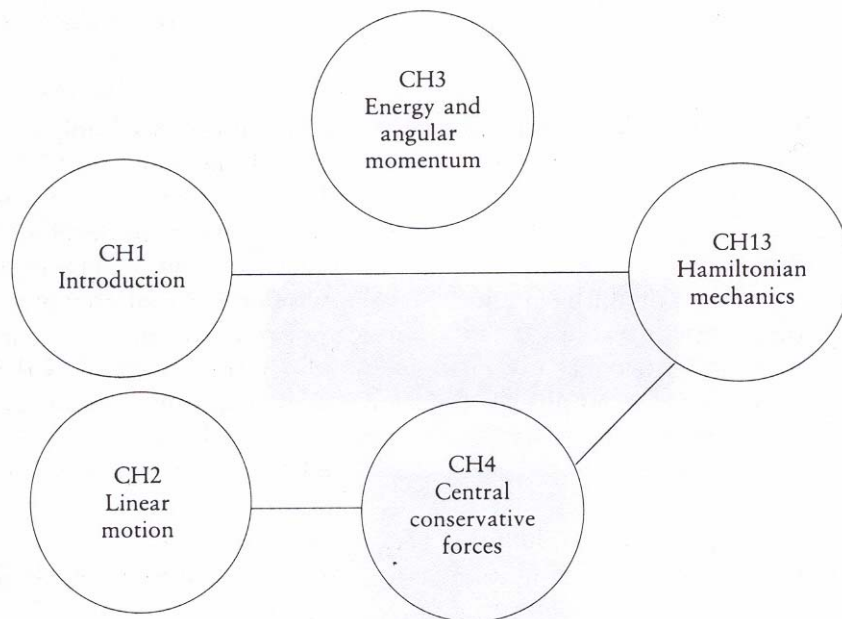 CH3
Energy and
angular
momentum
CH1
Introduction
CH13
Hamiltonian
mechanics
CH2
Linear
motion
CH4
Central
conservative
forces